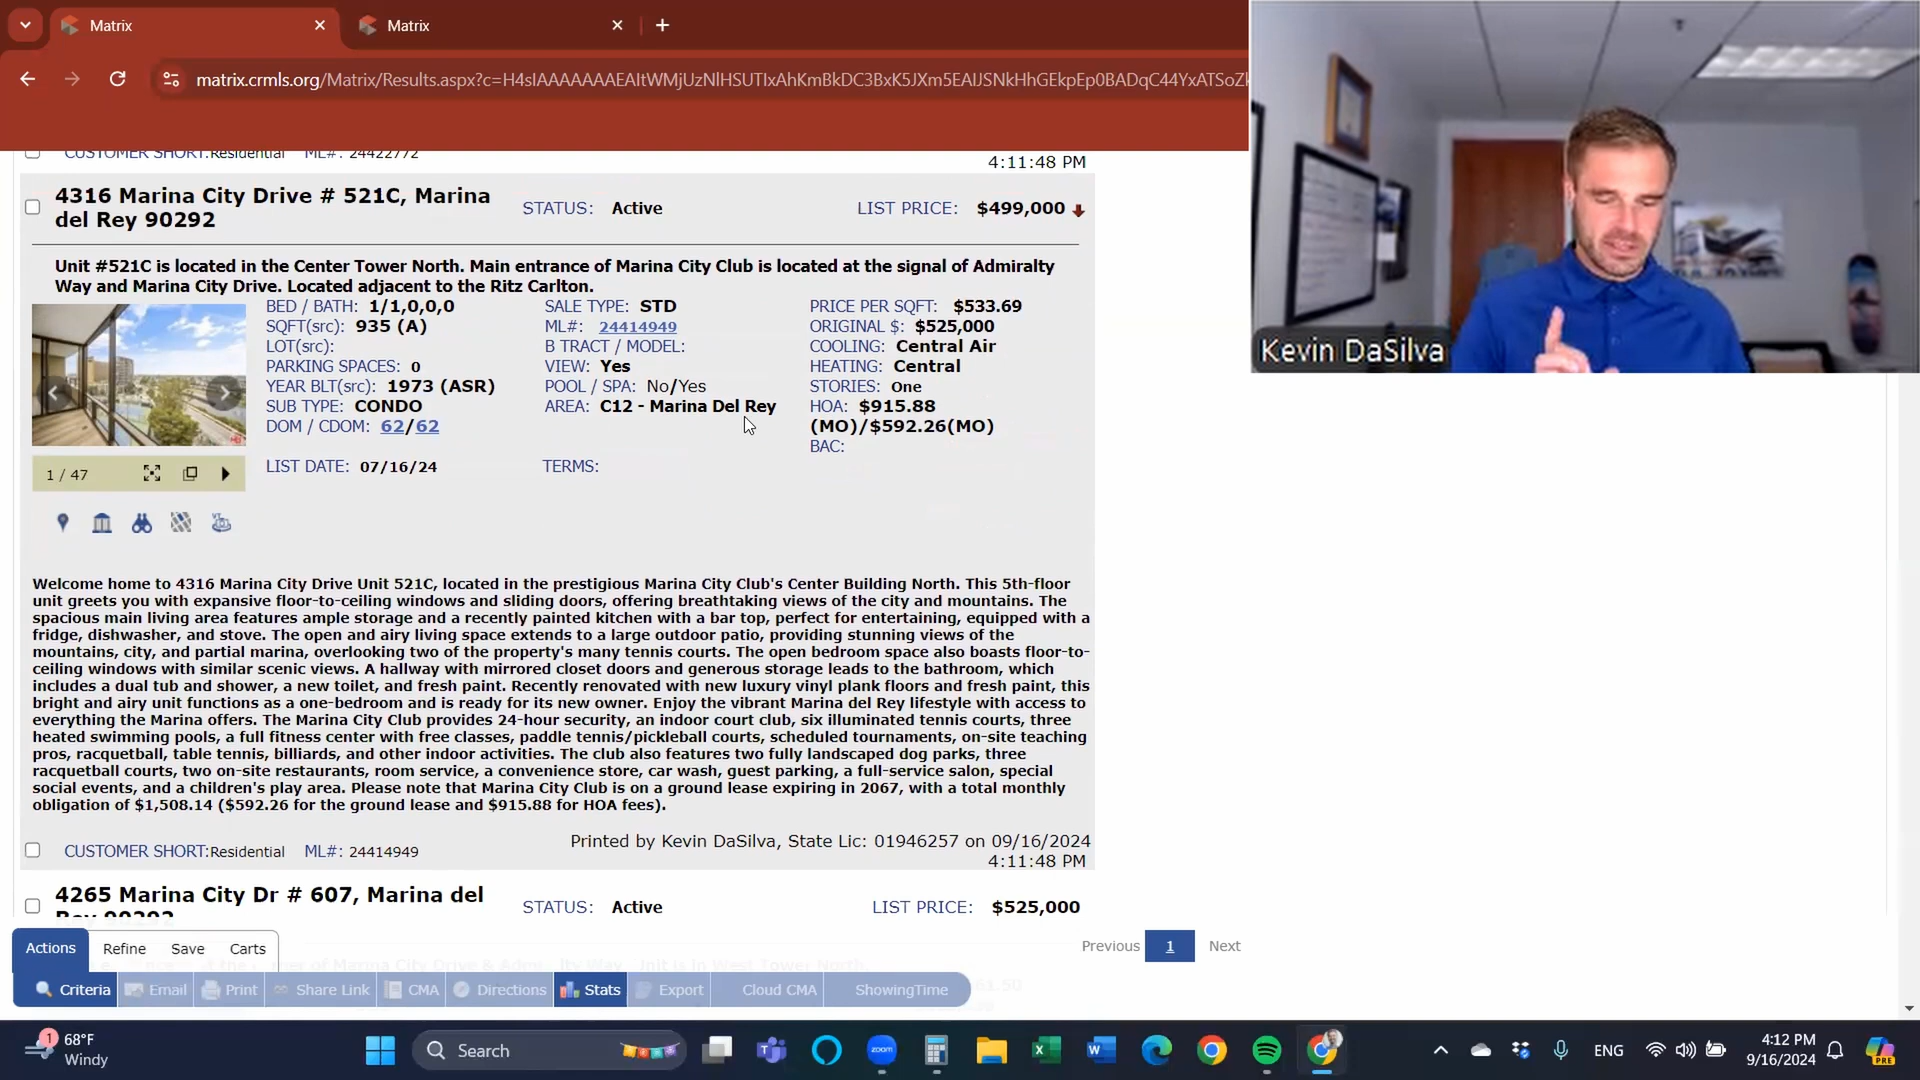 Matrix
Matrix
matrix.crmls.org/Matrix/Results.aspx?c=H4sIAAAAAAAEAItWMjUzNlHSUTIxAhKmBkDC3BxK5JXm5EAIJSNkHhGEkpEp0BADqC44YxATSoZ
CUSTOMER SHORT:Residential ML#: 24422772
4:11:48 PM
4316 Marina City Drive # 521C, Marina
del Rey 90292
STATUS: Active
LIST PRICE: $499,000
Unit #521C is located in the Center Tower North. Main entrance of Marina City Club is located at the signal of Admiralty
Way and Marina City Drive. Located adjacent to the Ritz Carlton.
BED / BATH: 1/1,0,0,0
SQFT(src): 935 (A)
LOT(src):
PARKING SPACES: 0
YEAR BLT(src): 1973 (ASR)
SUB TYPE: CONDO
DOM / CDOM: 62/62
LIST DATE: 07/16/24
SALE TYPE: STD
ML#: 24414949
B TRACT / MODEL:
VIEW: Yes
POOL / SPA: No/Yes
AREA: C12 - Marina Del Rey
TERMS:
PRICE PER SQFT: $533.69
ORIGINAL $: $525,000
COOLING: Central Air
HEATING: Central
STORIES: One
HOA: $915.88
(MO)/$592.26(MO)
BAC:
1 / 47
Welcome home to 4316 Marina City Drive Unit 521C, located in the prestigious Marina City Club's Center Building North. This 5th-floor
unit greets you with expansive floor-to-ceiling windows and sliding doors, offering breathtaking views of the city and mountains. The
spacious main living area features ample storage and a recently painted kitchen with a bar top, perfect for entertaining, equipped with a
fridge, dishwasher, and stove. The open and airy living space extends to a large outdoor patio, providing stunning views of the
mountains, city, and partial marina, overlooking two of the property's many tennis courts. The open bedroom space also boasts floor-to-
ceiling windows with similar scenic views. A hallway with mirrored closet doors and generous storage leads to the bathroom, which
includes a dual tub and shower, a new toilet, and fresh paint. Recently renovated with new luxury vinyl plank floors and fresh paint, this
bright and airy unit functions as a one-bedroom and is ready for its new owner. Enjoy the vibrant Marina del Rey lifestyle with access to
everything the Marina offers. The Marina City Club provides 24-hour security, an indoor court club, six illuminated tennis courts, three
heated swimming pools, a full fitness center with free classes, paddle tennis/pickleball courts, scheduled tournaments, on-site teaching
pros, racquetball, table tennis, billiards, and other indoor activities. The club also features two fully landscaped dog parks, three
racquetball courts, two on-site restaurants, room service, a convenience store, car wash, guest parking, a full-service salon, special
social events, and a children's play area. Please note that Marina City Club is on a ground lease expiring in 2067, with a total monthly
obligation of $1,508.14 ($592.26 for the ground lease and $915.88 for HOA fees).
Printed by Kevin DaSilva, State Lic: 01946257 on 09/16/2024
4:11:48 PM
CUSTOMER SHORT:Residential ML#: 24414949
4265 Marina City Dr # 607, Marina del
Rey 90292
STATUS: Active
LIST PRICE: $525,000
Actions Refine Save Carts
Previous 1 Next
Criteria Email Print Share Link CMA Directions Stats Export Cloud CMA ShowingTime
Kevin DaSilva
1
68°F
Windy
Search
zoom
ENG
4:12 PM
9/16/2024
PRE